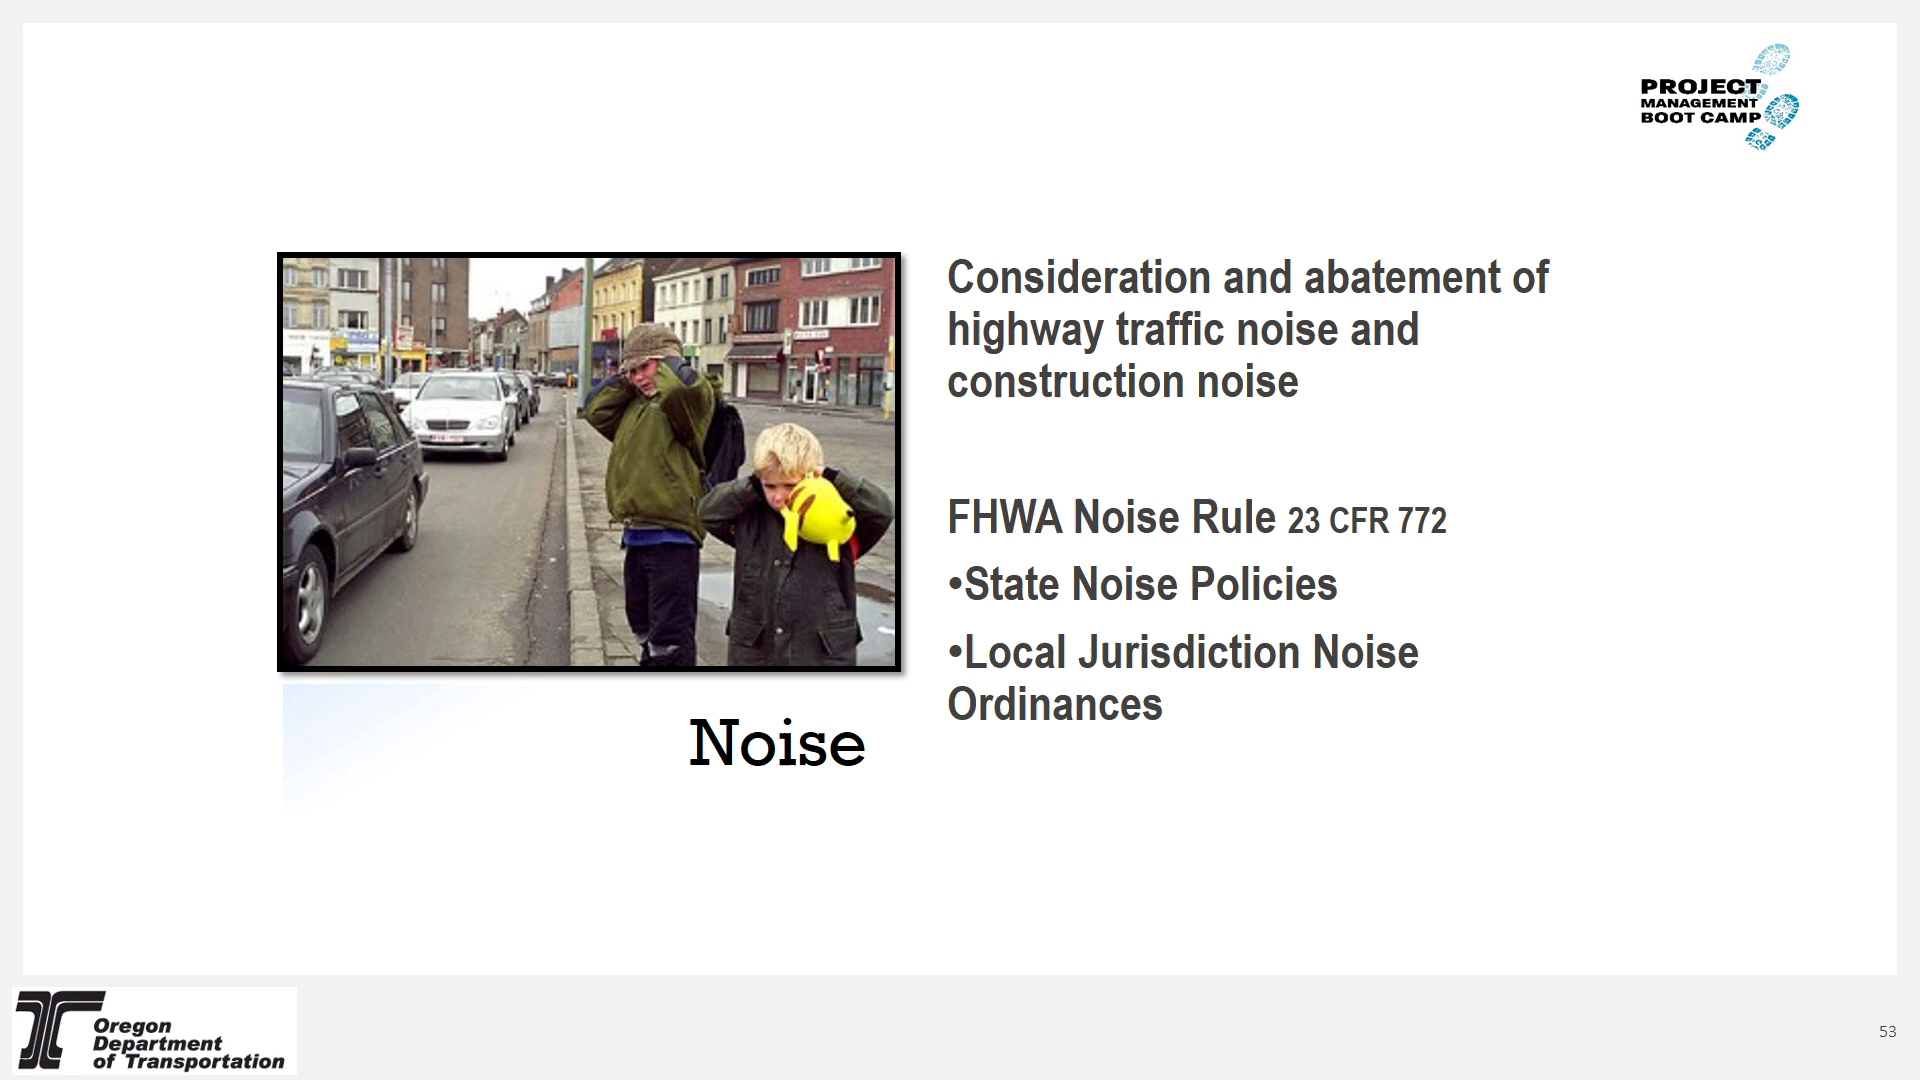 PROJECT
MANAGEMENT
BOOT CAMP
Consideration and abatement of
highway traffic noise and
construction noise
FHWA Noise Rule 23 CFR 772
•State Noise Policies
•Local Jurisdiction Noise
Ordinances
Noise
Oregon
Department
of Transportation
53